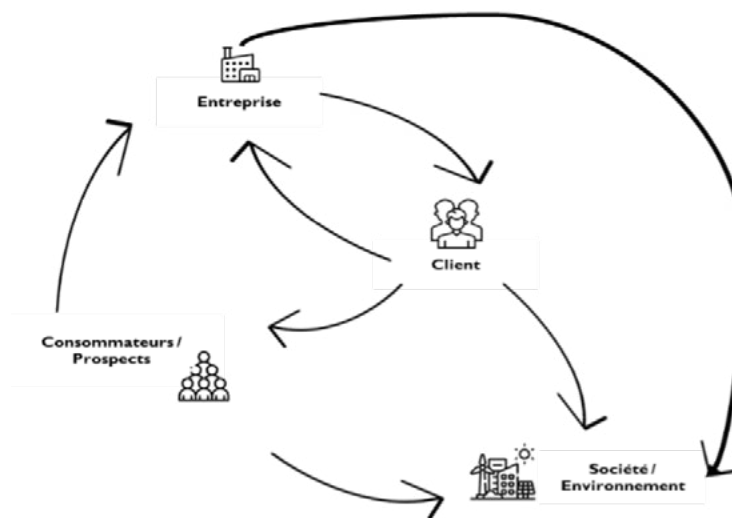 Entreprise
Client
Consommateurs /
Prospects
Société /
Environnement